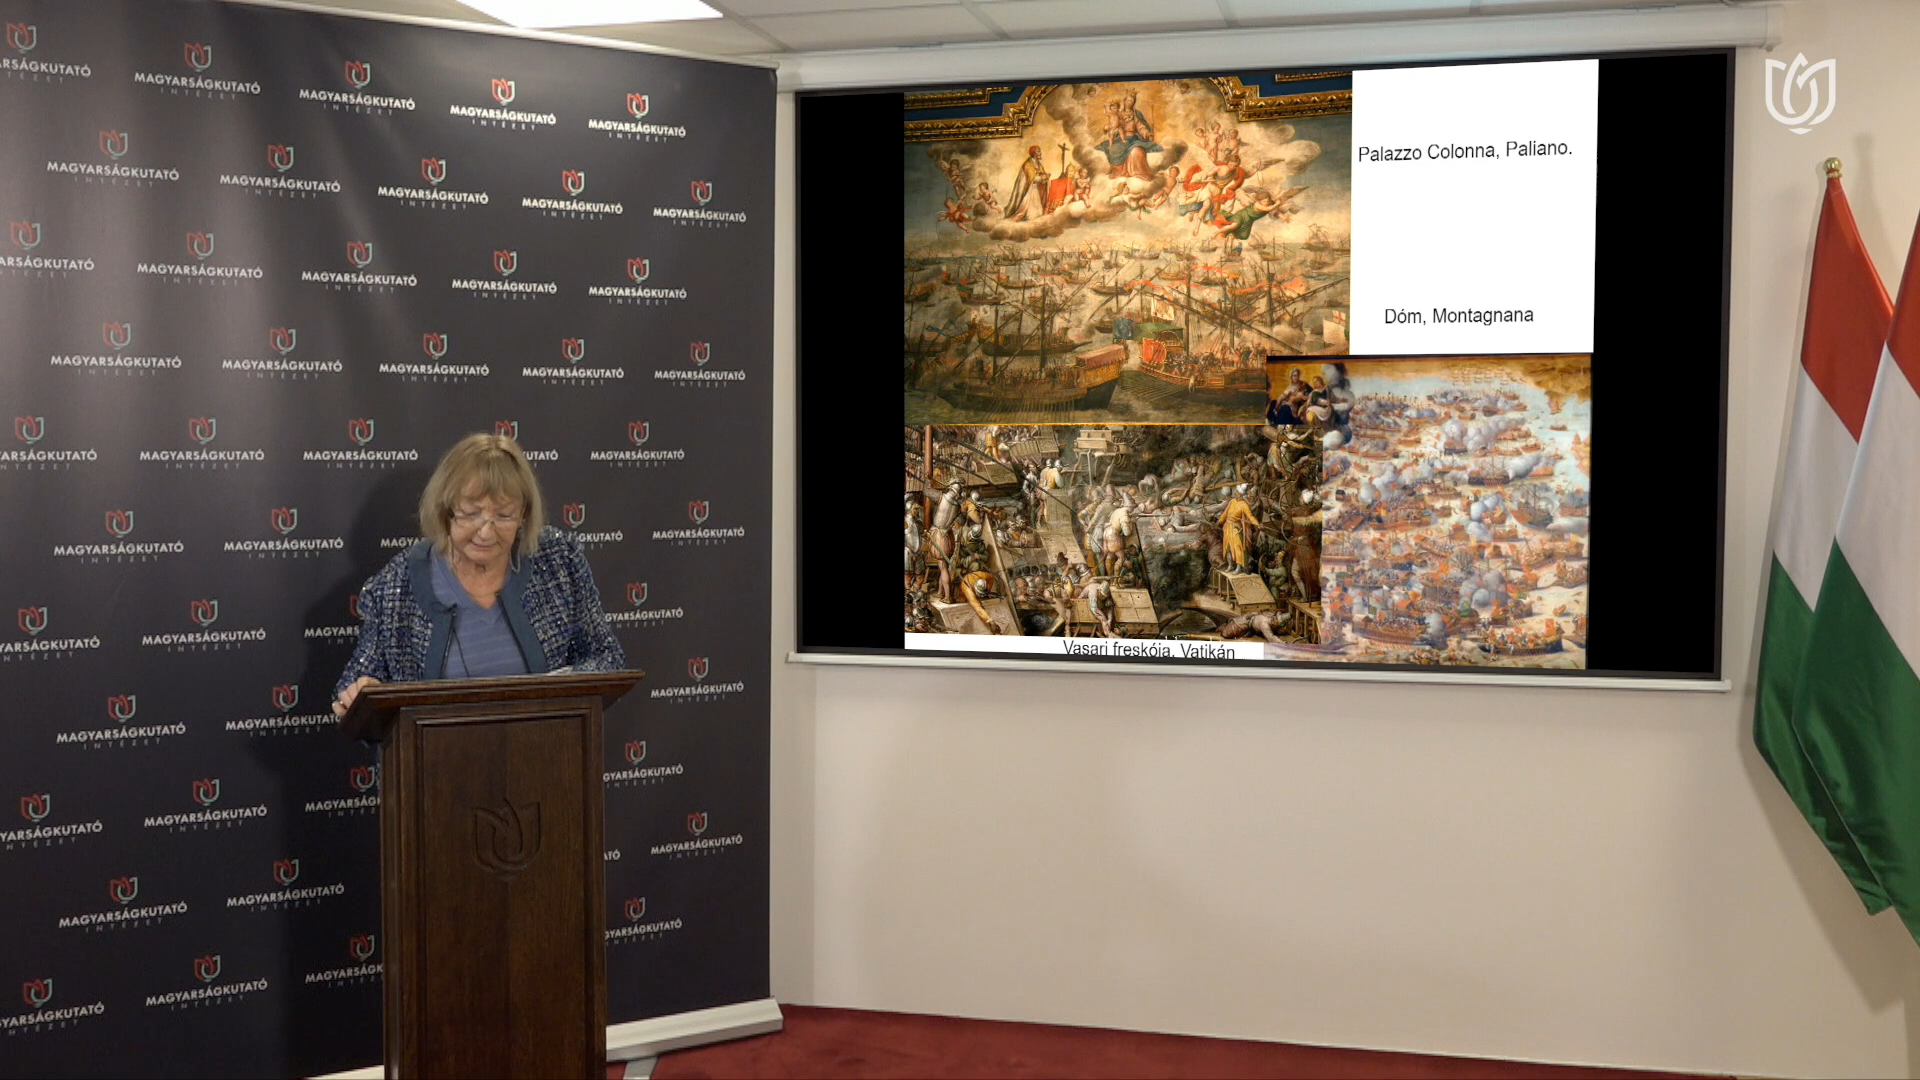 MAGYARSÁGKUTATÓ
INTÉZET
Palazzo Colonna, Paliano.
Dóm, Montagnana
Vasari freskója, Vatikán